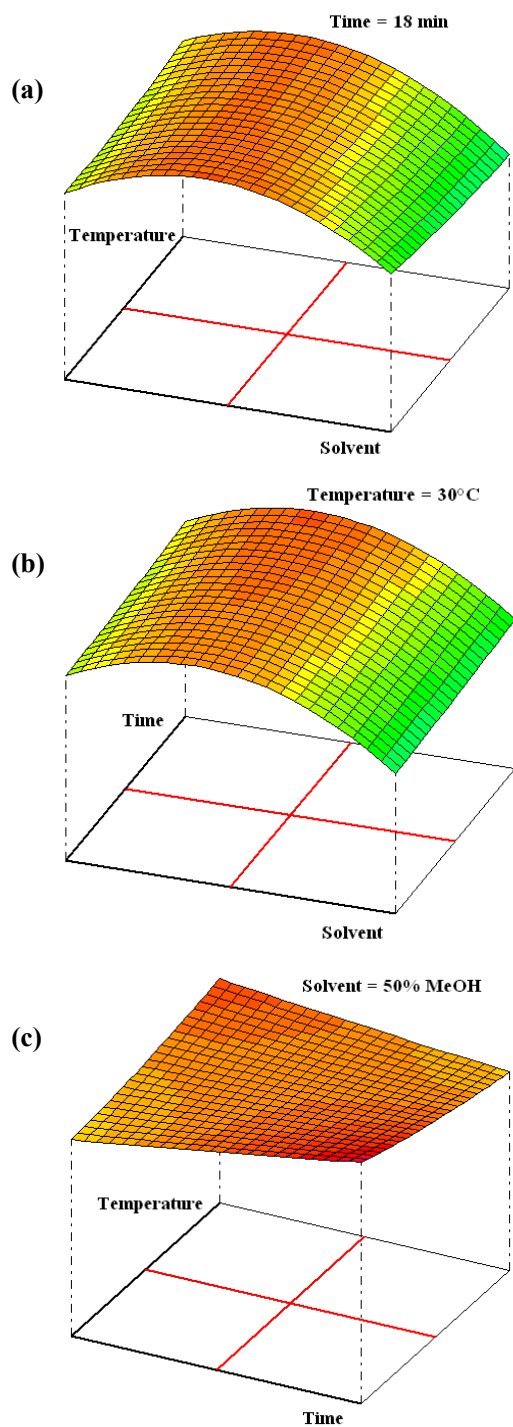 Time = 18 min
(a)
Temperature
Solvent
Temperature = 30°C
(b)
Time
Solvent
Solvent = 50% MeOH
(c)
Temperature
Time